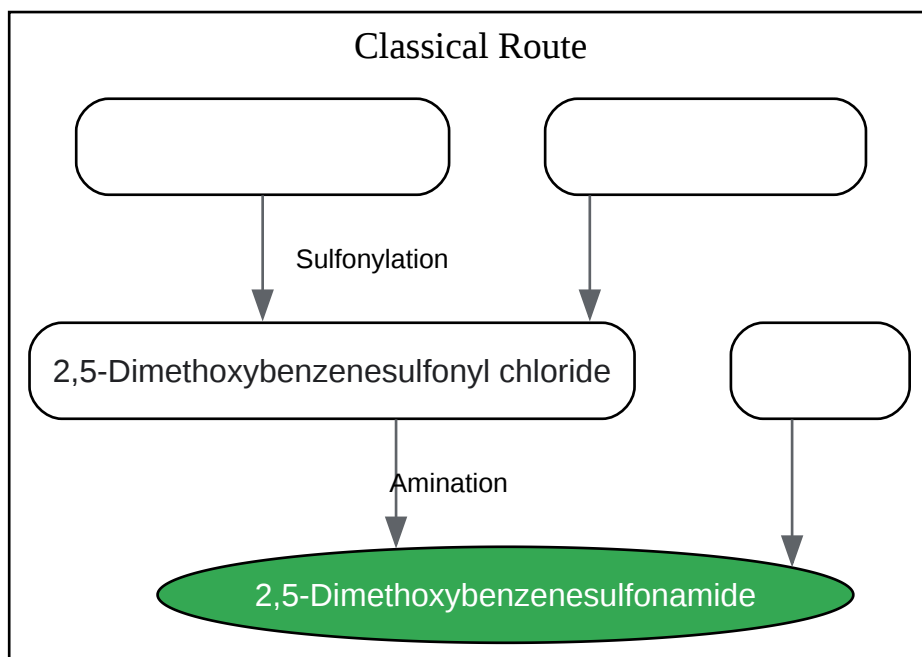 Classical Route
Sulfonylation
2,5-Dimethoxybenzenesulfonyl chloride
Amination
2,5-Dimethoxybenzenesulfonamide